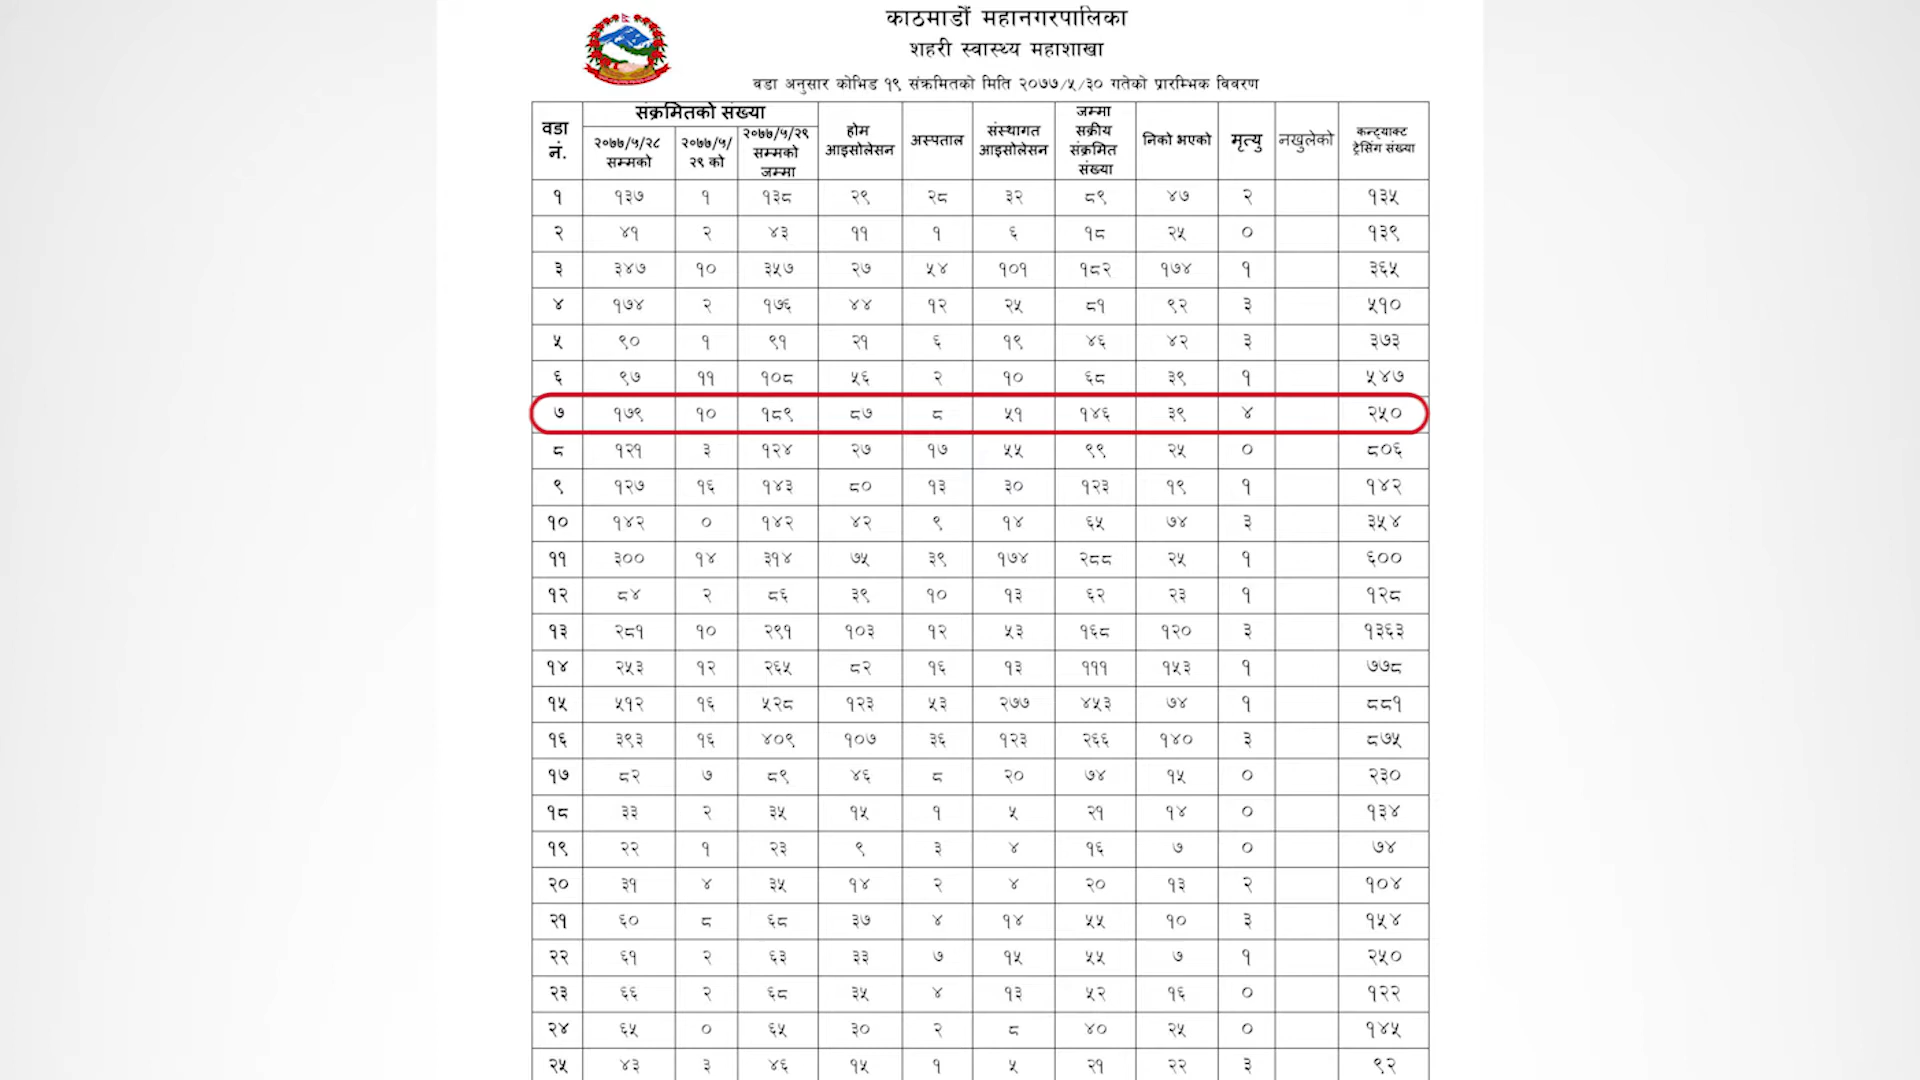 काठमाडौं महानगरपालिका
शहरी स्वास्थ्य महाशाखा
वडा अनुसार कोभिड १९ संक्रमितको मिति २०७७/५/३० गतेको प्रारम्भिक विवरण
वडा नं. संक्रमितको संख्या होम आइसोलेसन अस्पताल संस्थागत आइसोलेसन जम्मा सक्रीय संक्रमित संख्या निको भएको मृत्यु नखुलेको कन्ट्याक्ट ट्रेसिंग संख्या
२०७७/५/२८ सम्मको २०७७/५/२९ को २०७७/५/२९ सम्मको जम्मा
१ १३७ १ १३८ २९ २८ ३२ ८९ ४७ २ १३५
२ ४१ २ ४३ ११ १ ६ १८ २५ ० १३९
३ ३४७ १० ३५७ २७ ५४ १०१ १८२ १७४ १ ३६५
४ १७४ २ १७६ ४४ १२ २५ ८१ ९२ ३ ५१०
५ ९० १ ९१ २१ ६ १९ ४६ ४२ ३ ३७३
६ ९७ ११ १०८ ५६ २ १० ६८ ३९ १ ५४७
७ १७९ १० १८९ ८७ ८ ५१ १४६ ३९ ४ २५०
८ १२१ ३ १२४ २७ १७ ५५ ९९ २५ ० ८०६
९ १२७ १६ १४३ ८० १३ ३० १२३ १९ १ १४२
१० १४२ ० १४२ ४२ ९ १४ ६५ ७४ ३ ३५४
११ ३०० १४ ३१४ ७५ ३९ १७४ २८८ २५ १ ६००
१२ ८४ २ ८६ ३९ १० १३ ६२ २३ १ १२८
१३ २८१ १० २९१ १०३ १२ ५३ १६८ १२० ३ १३६३
१४ २५३ १२ २६५ ८२ १६ १३ १११ १५३ १ ७७८
१५ ५१२ १६ ५२८ १२३ ५३ २७७ ४५३ ७४ १ ८८१
१६ ३९३ १६ ४०९ १०७ ३६ १२३ २६६ १४० ३ ८७५
१७ ८२ ७ ८९ ४६ ८ २० ७४ १५ ० २३०
१८ ३३ २ ३५ १५ १ ५ २१ १४ ० १३४
१९ २२ १ २३ ९ ३ ४ १६ ७ ० ७४
२० ३१ ४ ३५ १४ २ ४ २० १३ २ १०४
२१ ६० ८ ६८ ३७ ४ १४ ५५ १० ३ १५४
२२ ६१ २ ६३ ३३ ७ १५ ५५ ७ १ २५०
२३ ६६ २ ६८ ३५ ४ १३ ५२ १६ ० १२२
२४ ६५ ० ६५ ३० २ ८ ४० २५ ० १४५
२५ ४३ ३ ४६ १५ १ ५ २१ २२ ३ ९२